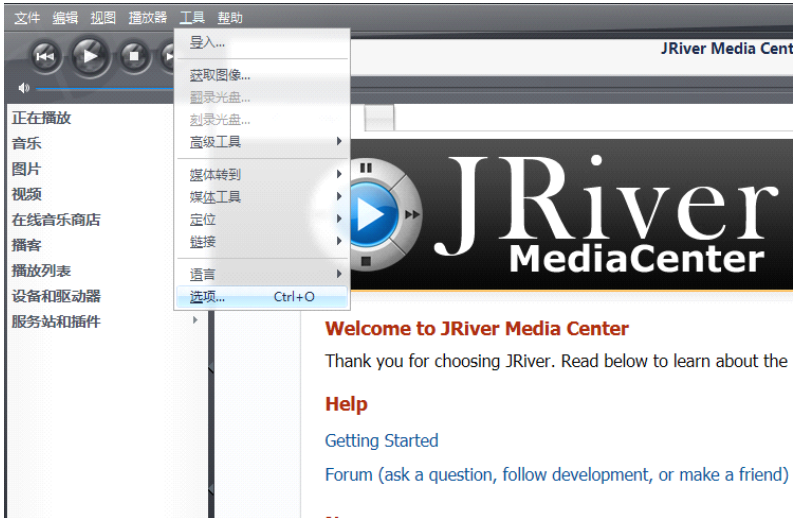 文件 编辑 视图 播放器 工具 帮助
JRiver Media Cent
导入...
获取图像...
翻录光盘...
刻录光盘...
高级工具
媒体转到
媒体工具
定位
链接
语言
选项... Ctrl+O
正在播放
音乐
图片
视频
在线音乐商店
播客
播放列表
设备和驱动器
服务站和插件
JRiver
MediaCenter
Welcome to JRiver Media Center
Thank you for choosing JRiver. Read below to learn about the
Help
Getting Started
Forum (ask a question, follow development, or make a friend)